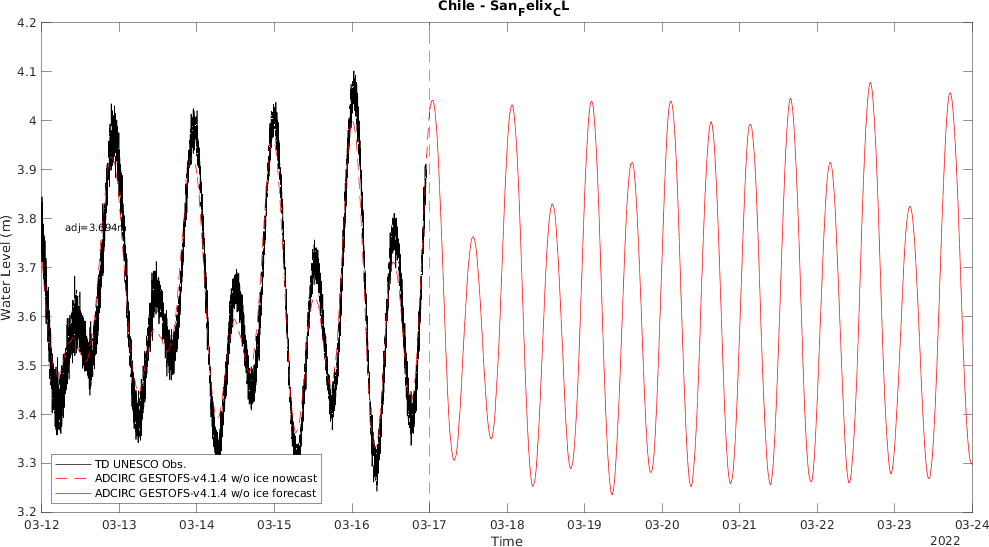 Chile - SanFelixCL
4.2
4.1
4
3.9
3.8
3.7
3.6
3.5
3.4
3.3
3.2
Water Level (m)
adj=3.694m
TD UNESCO Obs.
ADCIRC GESTOFS-v4.1.4 w/o ice nowcast
ADCIRC GESTOFS-v4.1.4 w/o ice forecast
03-12 03-13 03-14 03-15 03-16 03-17 03-18 03-19 03-20 03-21 03-22 03-23 03-24
Time
2022